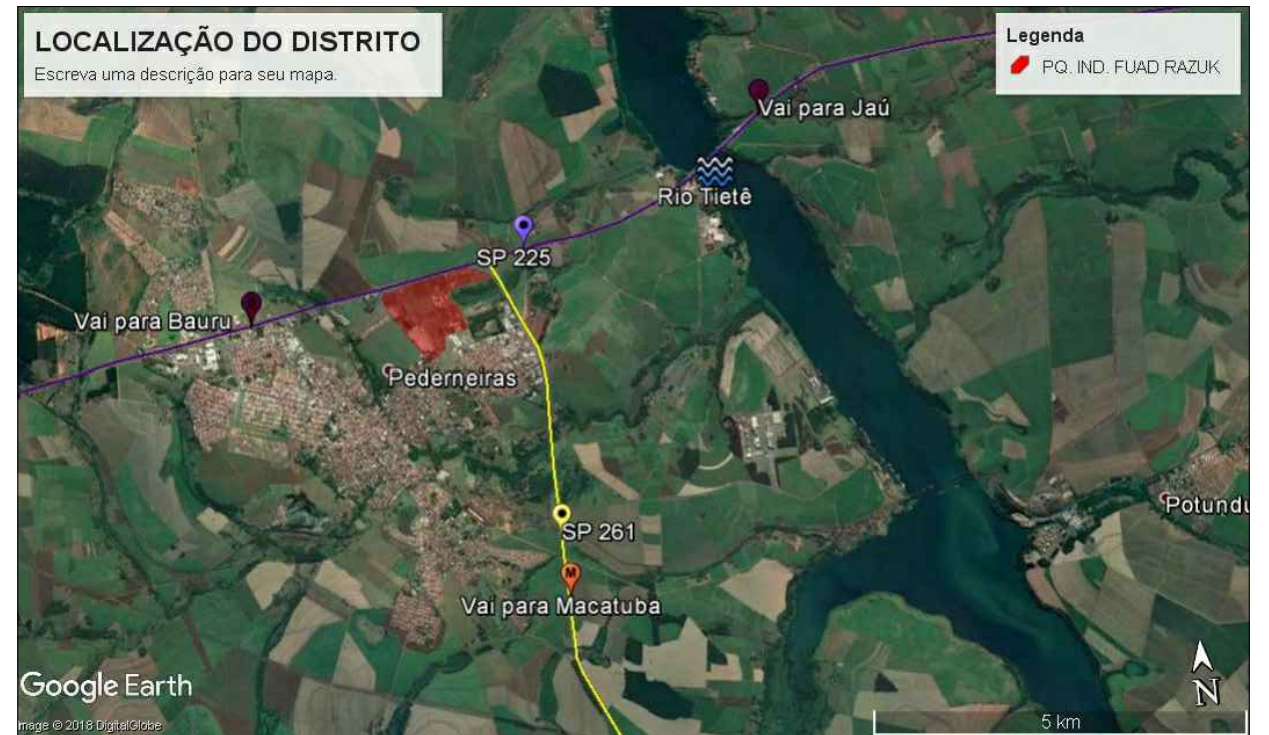 LOCALIZAÇÃO DO DISTRITO
Escreva uma descrição para seu mapa.
Legenda
PQ. IND. FUAD RAZUK
Vai para Jaú
Rio Tietê
SP 225
Vai para Bauru
Pederneiras
Potundu
SP 261
M
Vai para Macatuba
Google Earth
N
Image © 2018 DigitalGlobe
5 km